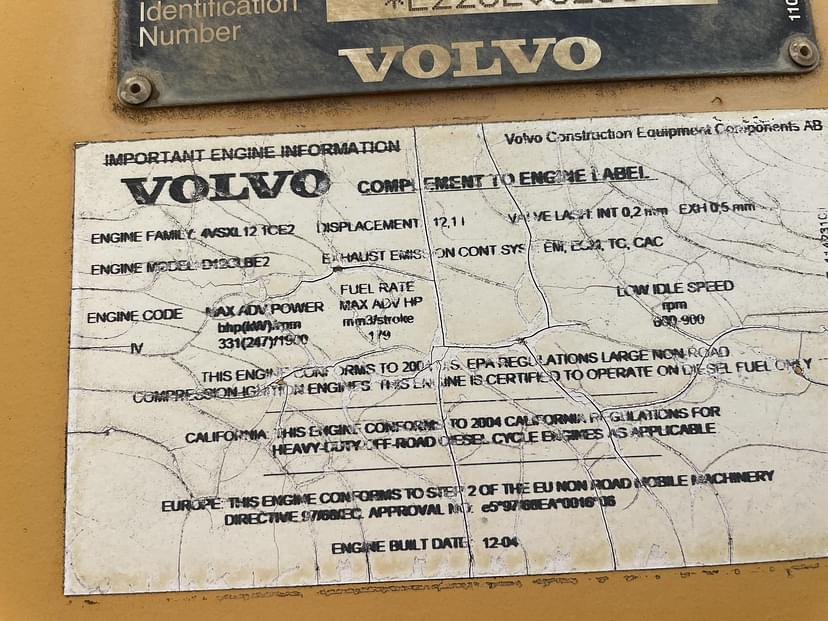 Identification
Number
VOLVO
IMPORTANT ENGINE INFORMATION
Volvo Construction Equipment Components AB
VOLVO
COMPLEMENT TO ENGINE LABEL
ENGINE FAMILY: 4VSXL12.1CE2 DISPLACEMENT: 12,1 l VALVE LASH: INT 0,2 mm EXH 0,5 mm
ENGINE MODEL: EXHAUST EMISSION CONT SYSTEM, ECM, TC, CAC
ENGINE CODE
MAX ADV POWER
bhp(kW)/rpm
FUEL RATE
MAX ADV HP
mm3/stroke
LOW IDLE SPEED
rpm
600-900
IV
331(247)/1900
179
THIS ENGINE CONFORMS TO 2004 U.S. EPA REGULATIONS LARGE NON-ROAD
COMPRESSION-IGNITION ENGINES. THIS ENGINE IS CERTIFIED TO OPERATE ON DIESEL FUEL ONLY
CALIFORNIA: THIS ENGINE CONFORMS TO 2004 CALIFORNIA REGULATIONS FOR
HEAVY-DUTY OFF-ROAD DIESEL CYCLE ENGINES AS APPLICABLE
EUROPE: THIS ENGINE CONFORMS TO STEP 2 OF THE EU NON ROAD MOBILE MACHINERY
DIRECTIVE 97/68/EC. APPROVAL NO: e5*97/68EA*0016*06
ENGINE BUILT DATE: 12-04